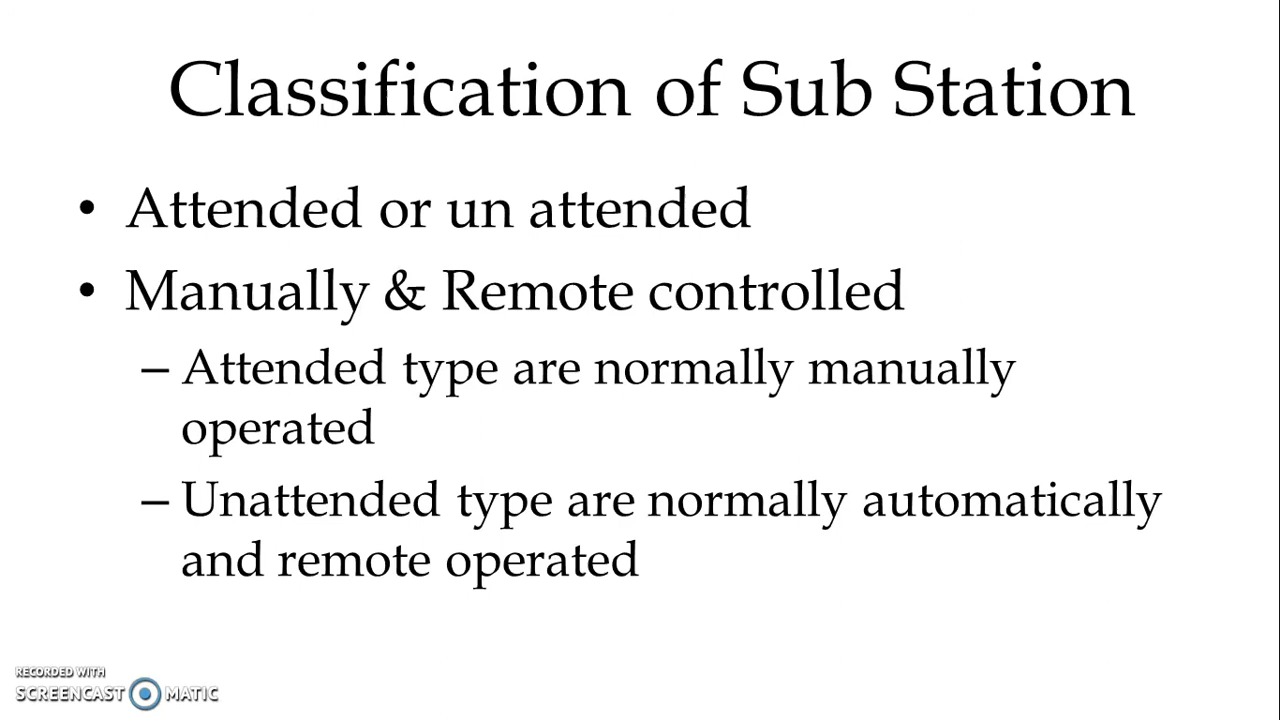 Classification of Sub Station
• Attended or un attended
• Manually & Remote controlled
– Attended type are normally manually
operated
– Unattended type are normally automatically
and remote operated
RECORDED WITH
SCREENCAST MATIC